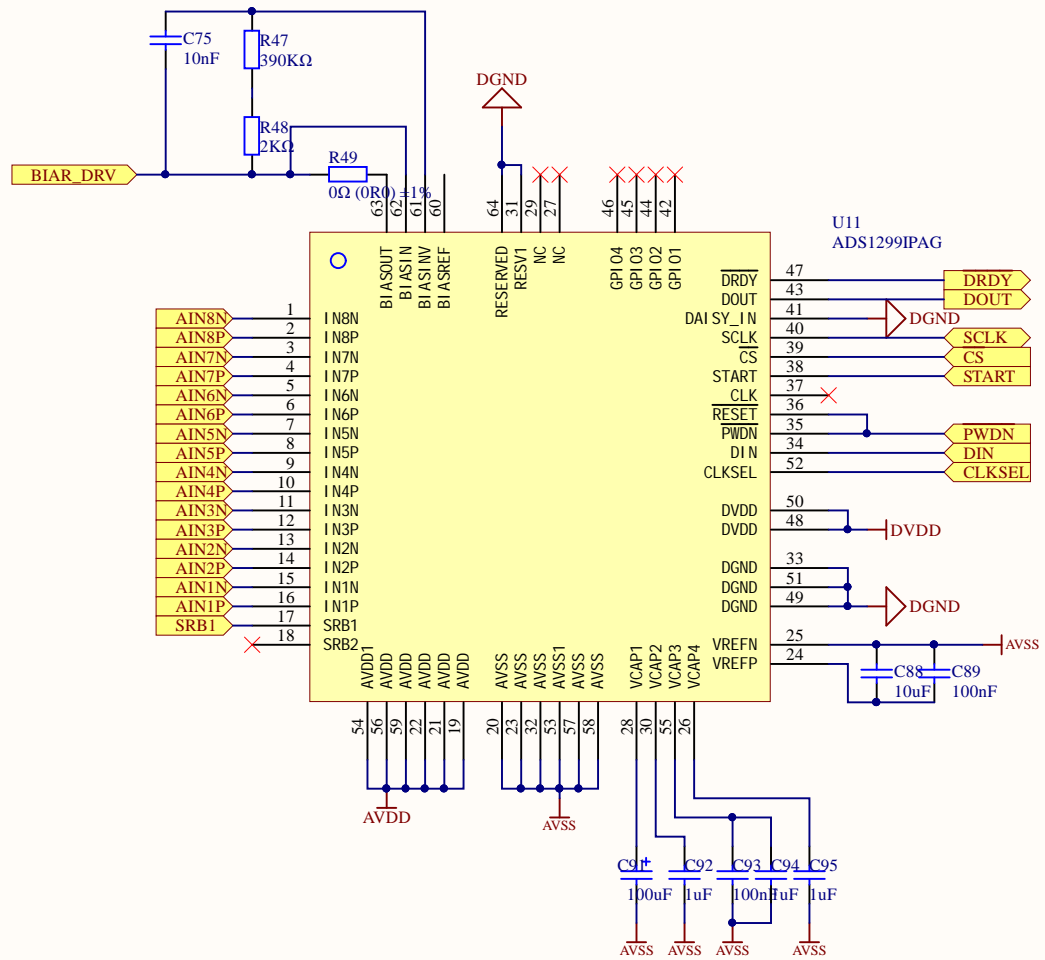 C75
10nF
R47
390KΩ
R48
2KΩ
R49
0Ω (0R0) ±1%
BIAR_DRV
DGND
63
62
61
60
64
31
29
27
46
45
44
42
BIASOUT
BIASIN
BIASINV
BIASREF
RESERVED
RESV1
NC
NC
GPIO4
GPIO3
GPIO2
GPIO1
U11
ADS1299IPAG
AIN8N 1 IN8N
AIN8P 2 IN8P
AIN7N 3 IN7N
AIN7P 4 IN7P
AIN6N 5 IN6N
AIN6P 6 IN6P
AIN5N 7 IN5N
AIN5P 8 IN5P
AIN4N 9 IN4N
AIN4P 10 IN4P
AIN3N 11 IN3N
AIN3P 12 IN3P
AIN2N 13 IN2N
AIN2P 14 IN2P
AIN1N 15 IN1N
AIN1P 16 IN1P
SRB1 17 SRB1
18 SRB2
DRDY 47 DRDY
DOUT 43 DOUT
DAISY_IN 41 DGND
SCLK 40 SCLK
CS 39 CS
START 38 START
CLK 37
RESET 36
PWDN 35 PWDN
DIN 34 DIN
CLKSEL 52 CLKSEL
DVDD 50
DVDD 48 DVDD
DGND 33
DGND 51
DGND 49 DGND
VREFN 25 AVSS
VREFP 24
C88
10uF
C89
100nF
AVDD1
AVDD
AVDD
AVDD
AVDD
AVDD
AVSS
AVSS
AVSS
AVSS1
AVSS
AVSS
VCAP1
VCAP2
VCAP3
VCAP4
54
56
59
22
21
19
20
23
32
53
57
58
28
30
55
26
AVDD
AVSS
C91
100uF
C92
1uF
C93
100nF
C94
1uF
C95
1uF
AVSS
AVSS
AVSS
AVSS